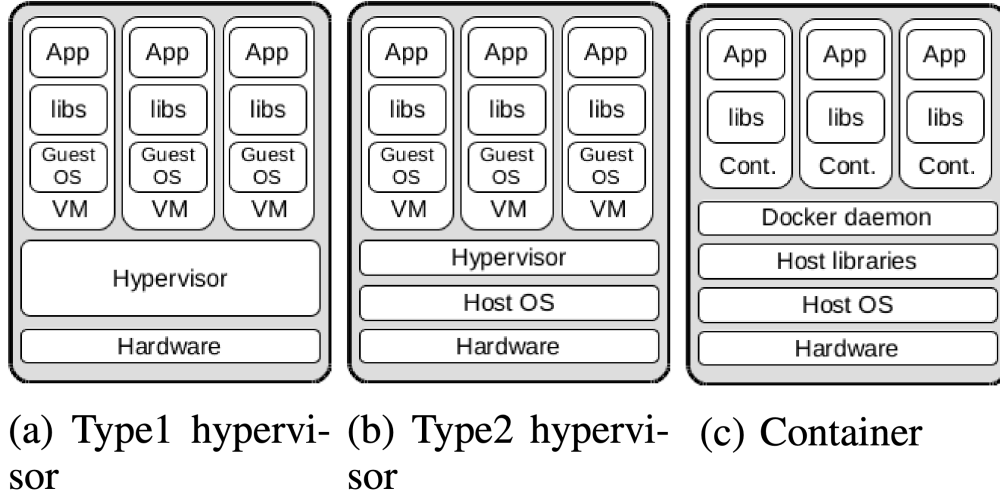 App App App
libs libs libs
Guest OS Guest OS Guest OS
VM VM VM
Hypervisor
Hardware
(a) Type1 hypervi-
sor
App App App
libs libs libs
Guest OS Guest OS Guest OS
VM VM VM
Hypervisor
Host OS
Hardware
(b) Type2 hypervi-
sor
App App App
libs libs libs
Cont. Cont. Cont.
Docker daemon
Host libraries
Host OS
Hardware
(c) Container